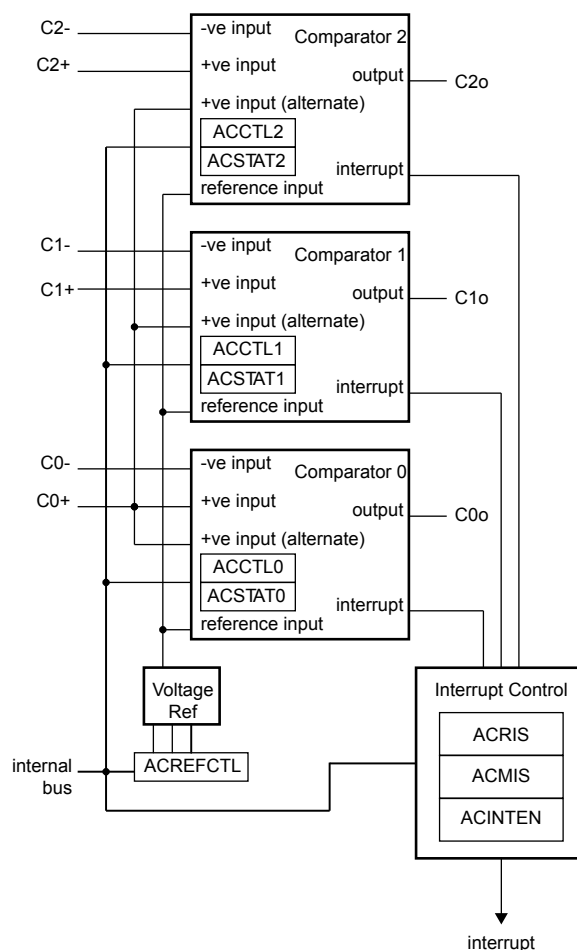 C2-
-ve input
Comparator 2
C2+
+ve input
output
C2o
+ve input (alternate)
ACCTL2
ACSTAT2
interrupt
reference input
C1-
-ve input
Comparator 1
C1+
+ve input
output
C1o
+ve input (alternate)
ACCTL1
ACSTAT1
interrupt
reference input
C0-
-ve input
Comparator 0
C0+
+ve input
output
C0o
+ve input (alternate)
ACCTL0
ACSTAT0
interrupt
reference input
Voltage
Ref
Interrupt Control
ACRIS
internal
bus
ACREFCTL
ACMIS
ACINTEN
interrupt